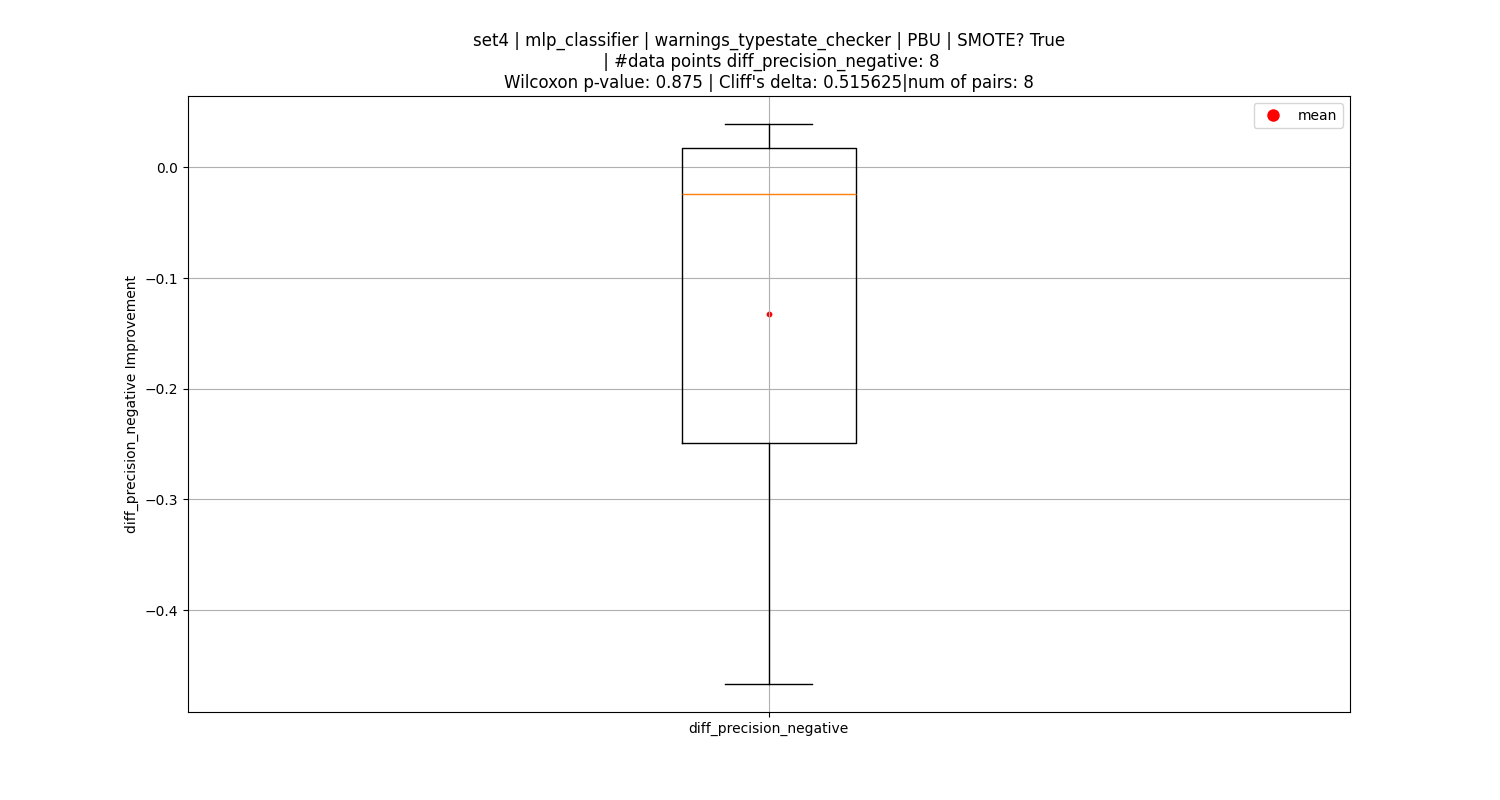 set4 | mlp_classifier | warnings_typestate_checker | PBU | SMOTE? True
| #data points diff_precision_negative: 8
Wilcoxon p-value: 0.875 | Cliff's delta: 0.515625|num of pairs: 8
mean
0.0
−0.1
−0.2
−0.3
−0.4
diff_precision_negative Improvement
diff_precision_negative